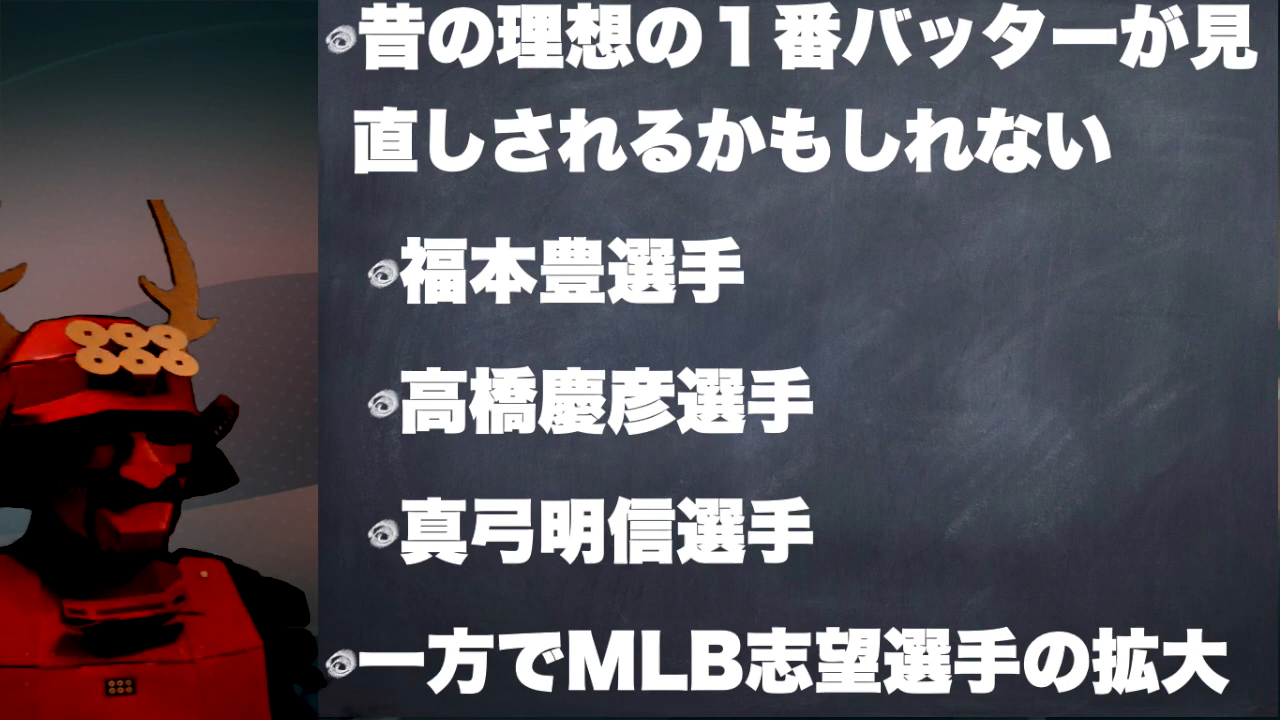 昔の理想の１番バッターが見
直しされるかもしれない
福本豊選手
高橋慶彦選手
真弓明信選手
一方でMLB志望選手の拡大